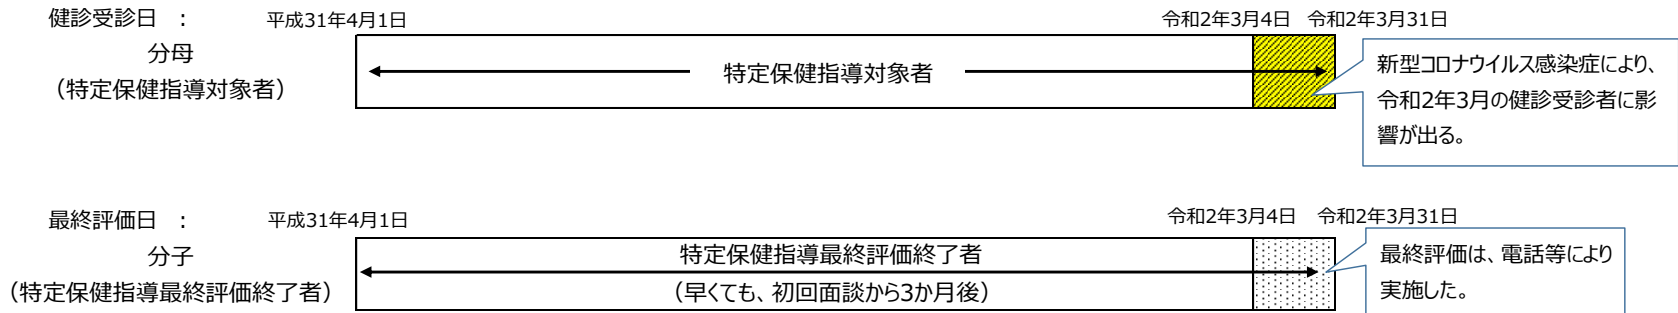 健診受診日 ： 平成31年4月1日 令和2年3月4日 令和2年3月31日
分母
（特定保健指導対象者）
特定保健指導対象者
新型コロナウイルス感染症により、
令和2年3月の健診受診者に影
響が出る。
最終評価日 ： 平成31年4月1日 令和2年3月4日 令和2年3月31日
分子
（特定保健指導最終評価終了者）
特定保健指導最終評価終了者
（早くても、初回面談から3か月後）
最終評価は、電話等により
実施した。